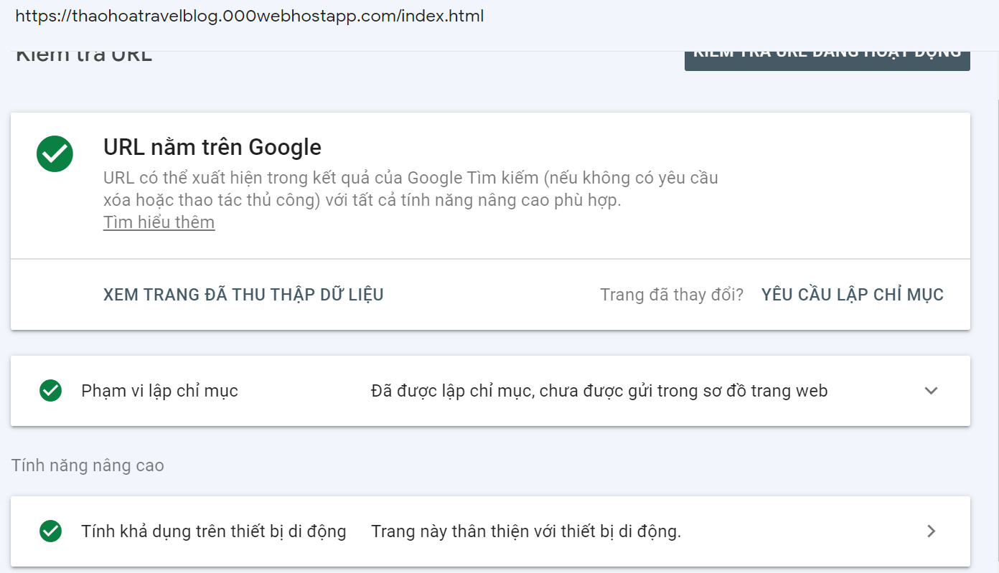 https://thaohoatravelblog.000webhostapp.com/index.html
Kiểm tra URL
KIỂM TRA URL ĐANG HOẠT ĐỘNG
URL nằm trên Google
URL có thể xuất hiện trong kết quả của Google Tìm kiếm (nếu không có yêu cầu
xóa hoặc thao tác thủ công) với tất cả tính năng nâng cao phù hợp.
Tìm hiểu thêm
XEM TRANG ĐÃ THU THẬP DỮ LIỆU
Trang đã thay đổi? YÊU CẦU LẬP CHỈ MỤC
Phạm vi lập chỉ mục
Đã được lập chỉ mục, chưa được gửi trong sơ đồ trang web
Tính năng nâng cao
Tính khả dụng trên thiết bị di động
Trang này thân thiện với thiết bị di động.